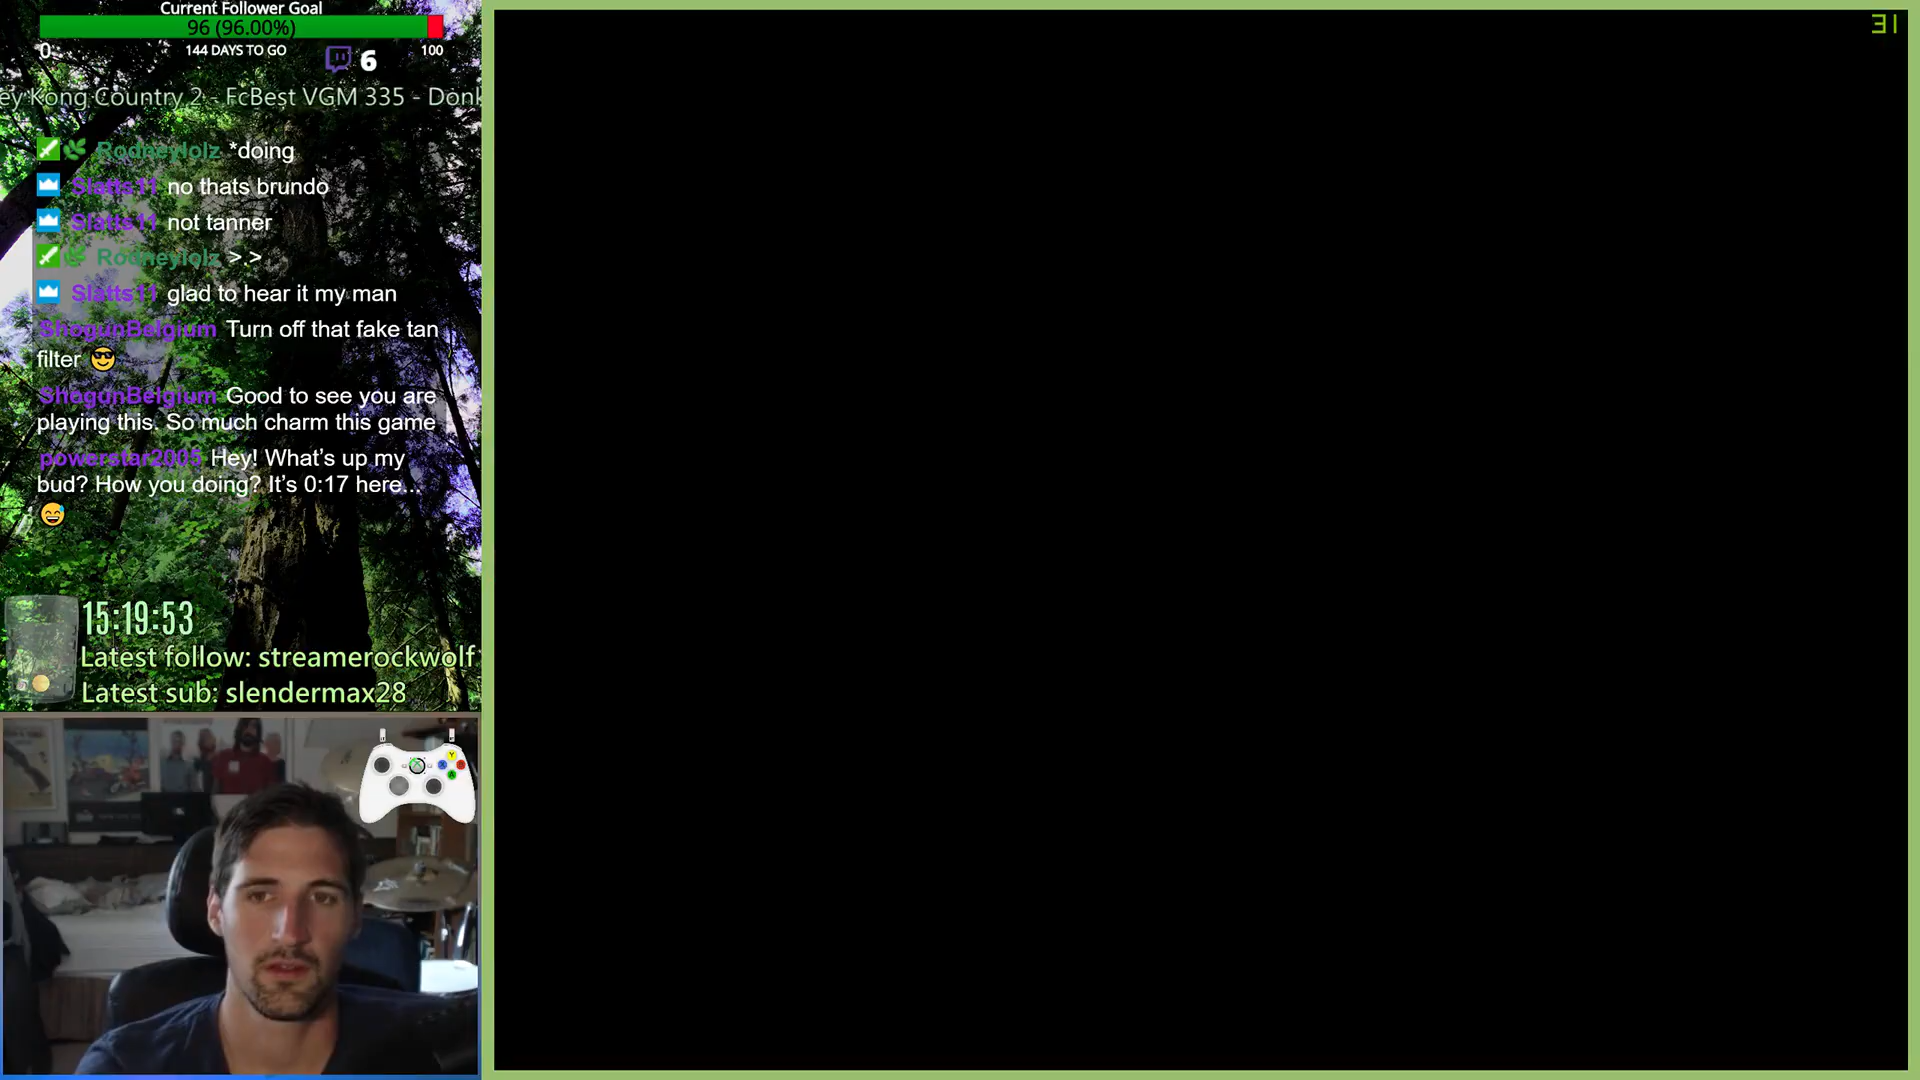 Current Follower Goal
96 (96.00%)
0
144 DAYS TO GO
100
6
ey Kong Country 2 - FcBest VGM 335 - Donk
Rodneylolz *doing
Slatts11 no thats brundo
Slatts11 not tanner
Rodneylolz >.>
Slatts11 glad to hear it my man
ShogunBelgium Turn off that fake tan
filter 😎
ShogunBelgium Good to see you are
playing this. So much charm this game
powerstar2005 Hey! What's up my
bud? How you doing? It's 0:17 here...
😅
15:19:53
Latest follow: streamerockwolf
Latest sub: slendermax28
31
Y
X
B
A